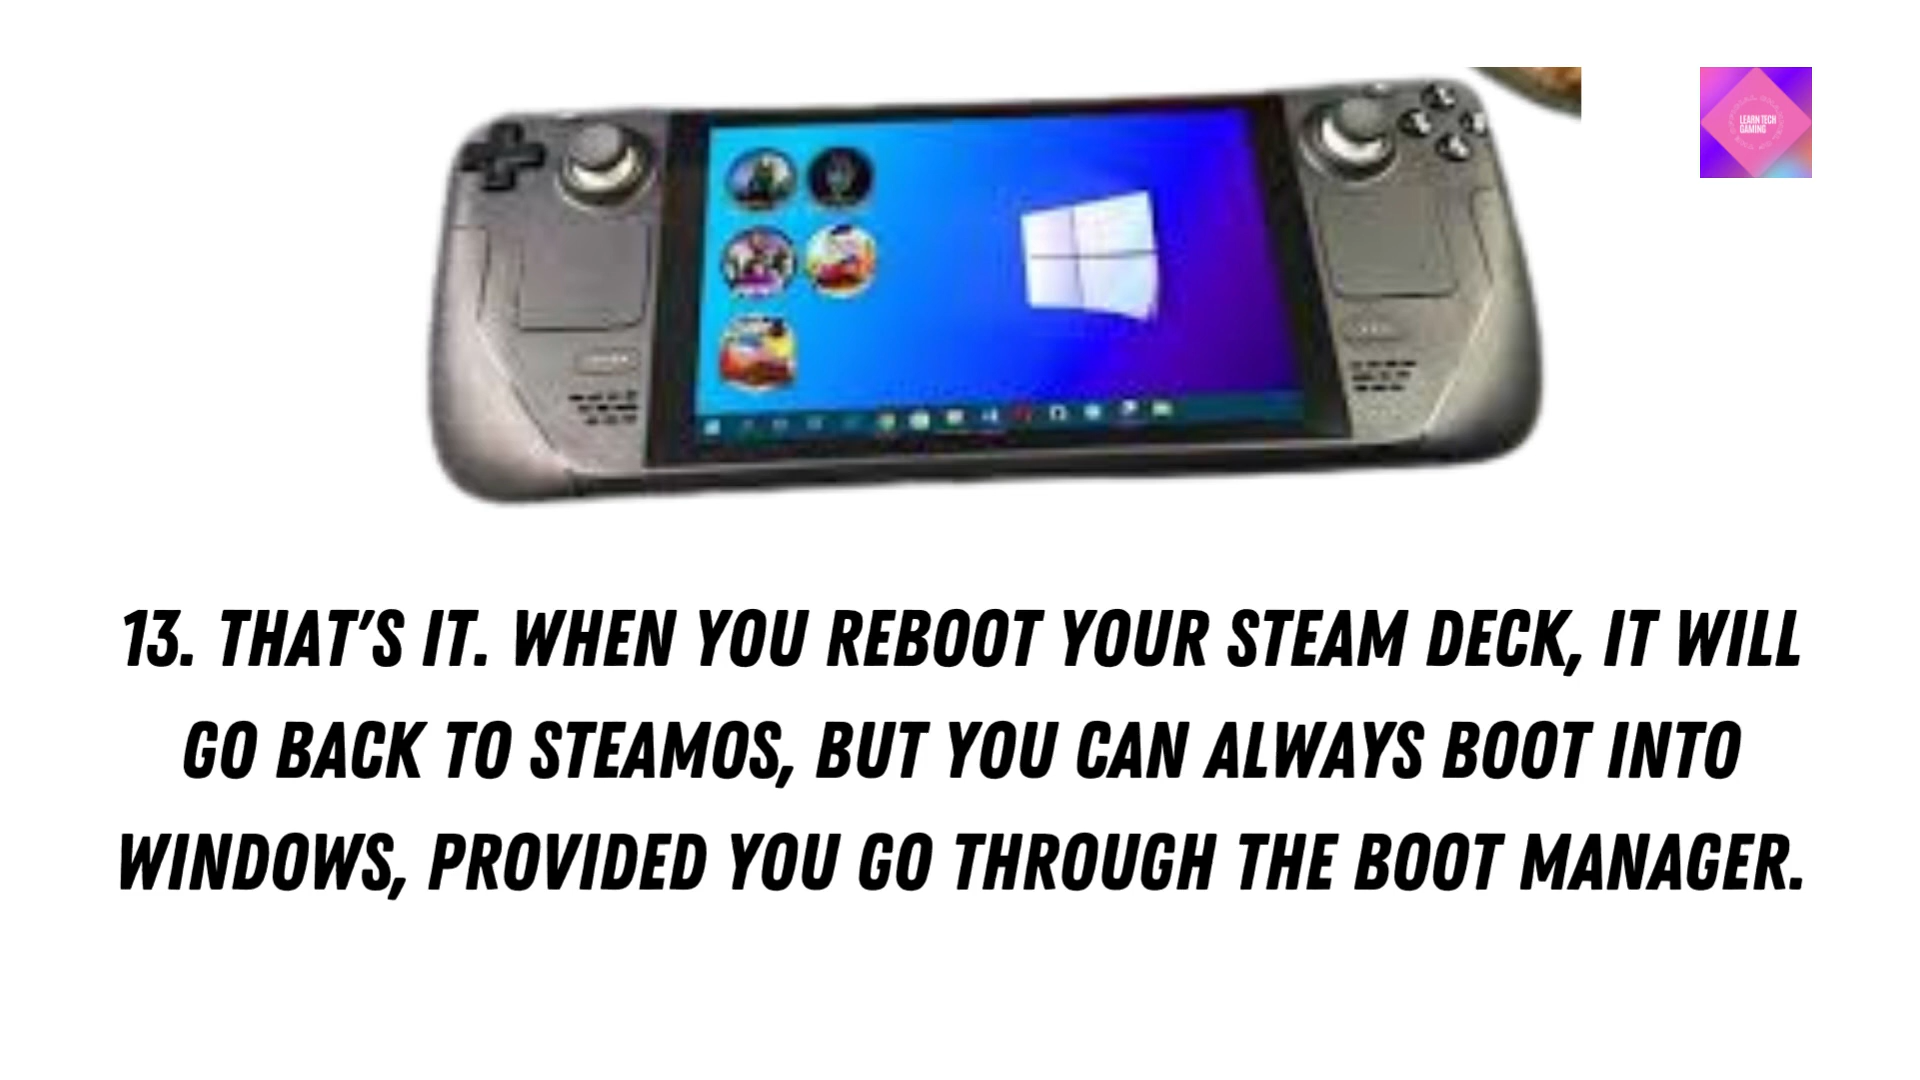 LEARN TECH
GAMING
13. THAT'S IT. WHEN YOU REBOOT YOUR STEAM DECK, IT WILL
GO BACK TO STEAMOS, BUT YOU CAN ALWAYS BOOT INTO
WINDOWS, PROVIDED YOU GO THROUGH THE BOOT MANAGER.